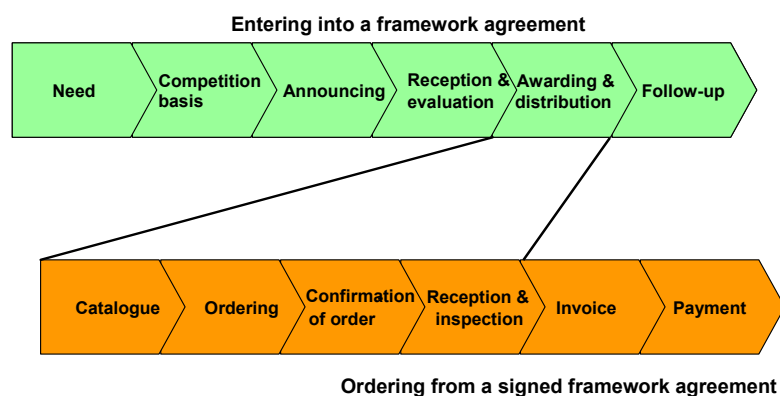 Entering into a framework agreement
Need
Competition
basis
Announcing
Reception &
evaluation
Awarding &
distribution
Follow-up
Catalogue
Ordering
Confirmation
of order
Reception &
inspection
Invoice
Payment
Ordering from a signed framework agreement